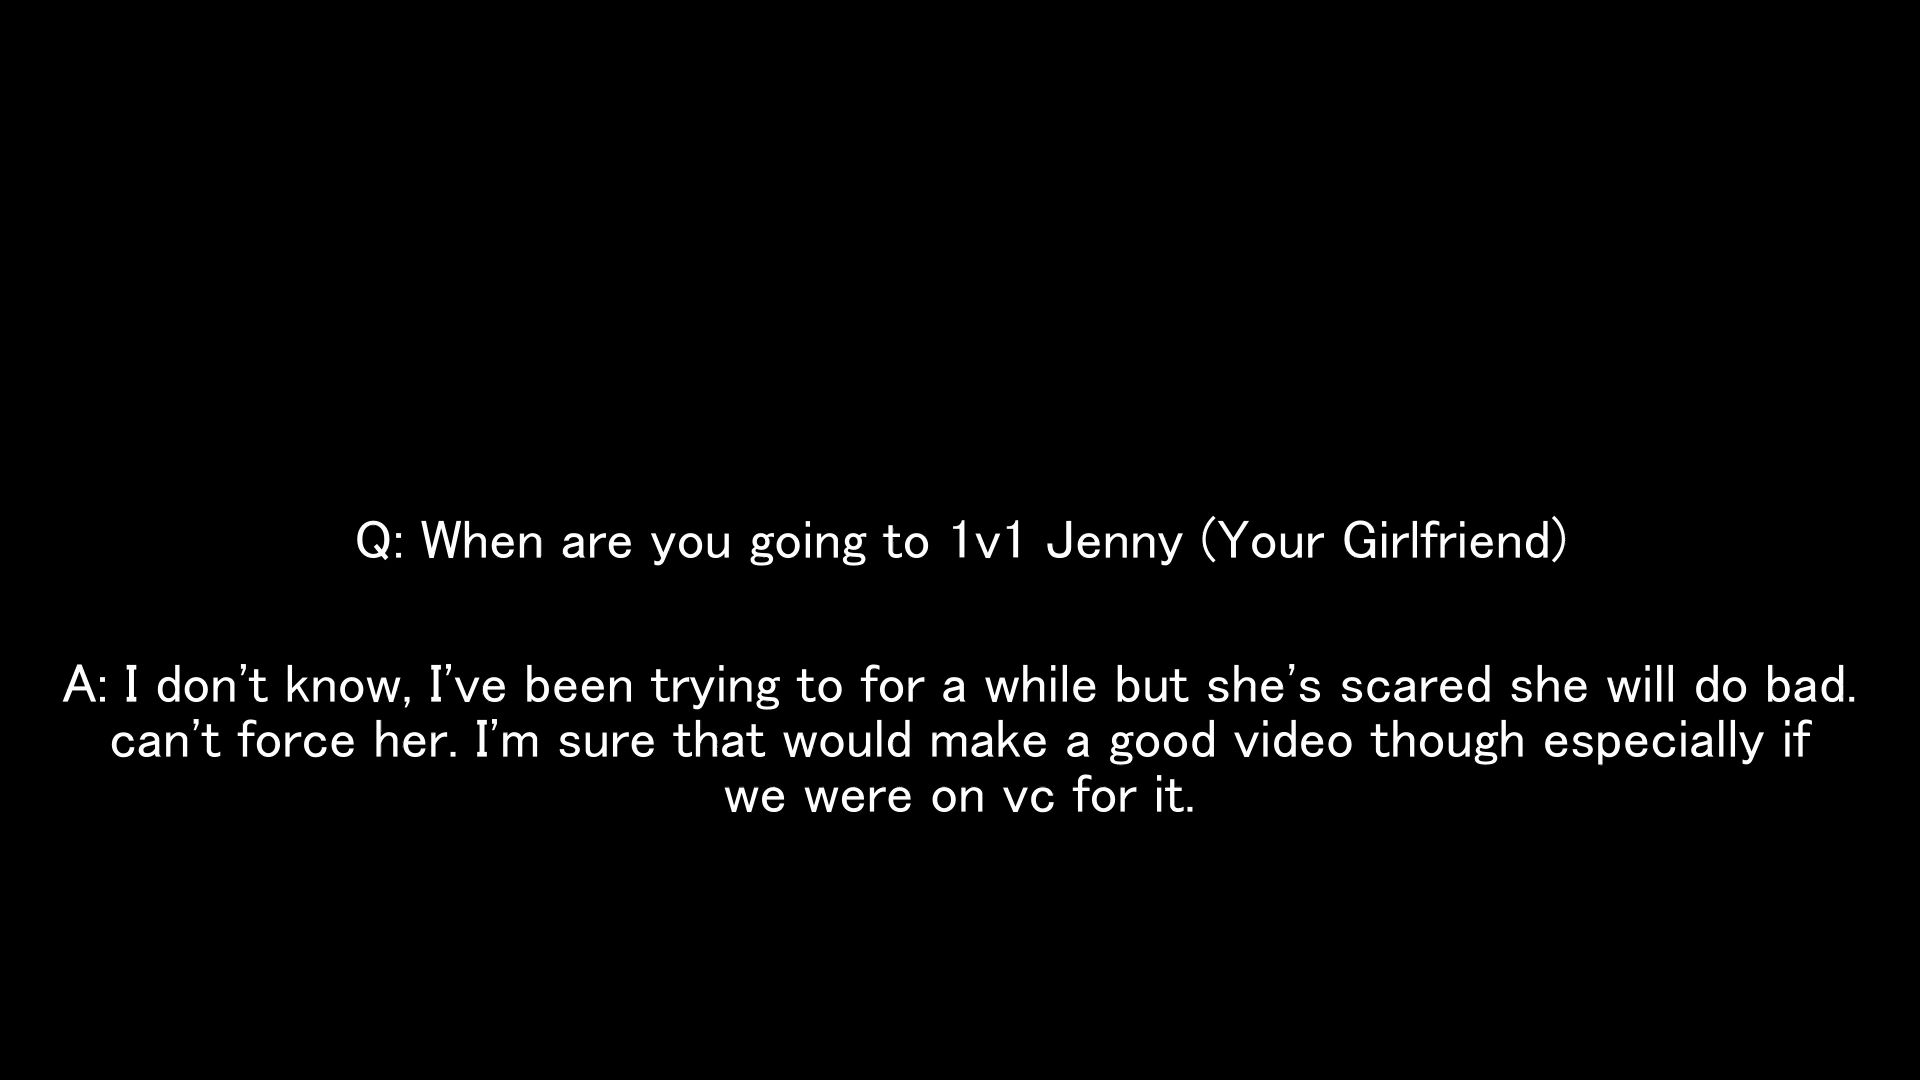 Q: When are you going to 1v1 Jenny (Your Girlfriend)
A: I don't know, I've been trying to for a while but she's scared she will do bad.
can't force her. I'm sure that would make a good video though especially if
we were on vc for it.